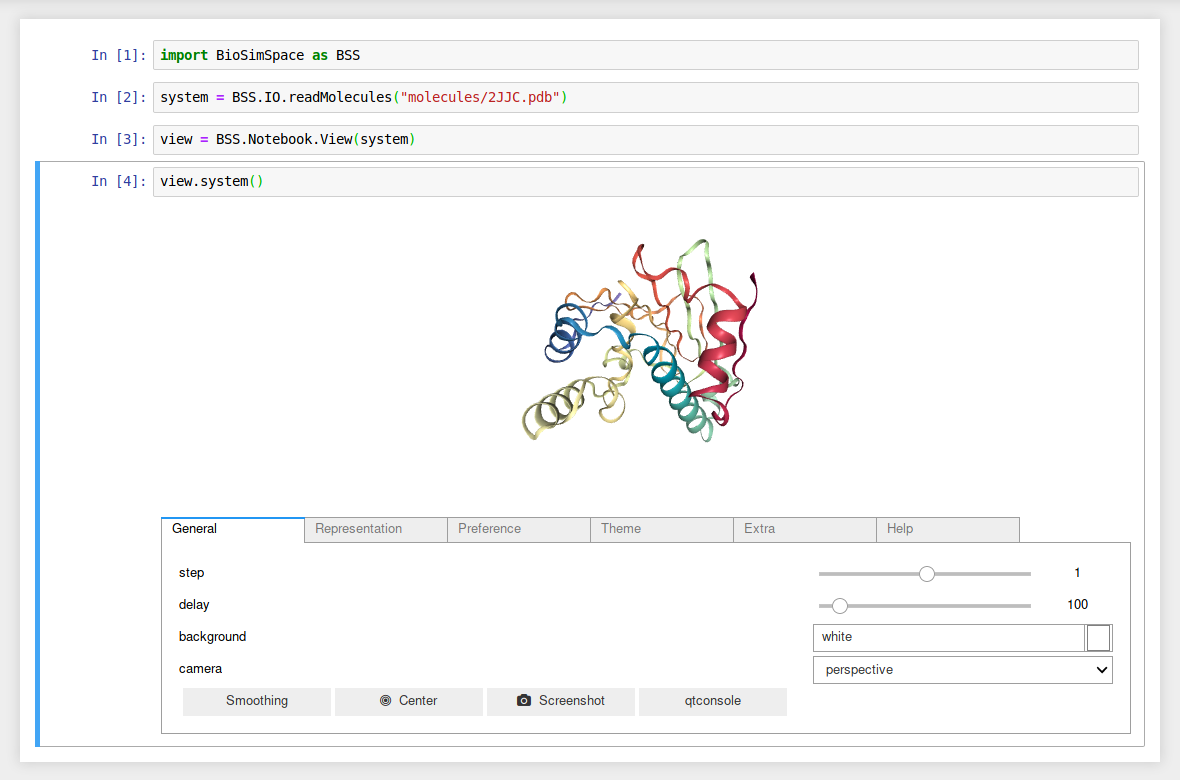 In [1]: import BioSimSpace as BSS
In [2]: system = BSS.IO.readMolecules("molecules/2JJC.pdb")
In [3]: view = BSS.Notebook.View(system)
In [4]: view.system()
General Representation Preference Theme Extra Help
step 1
delay 100
background white
camera perspective
Smoothing Center Screenshot qtconsole